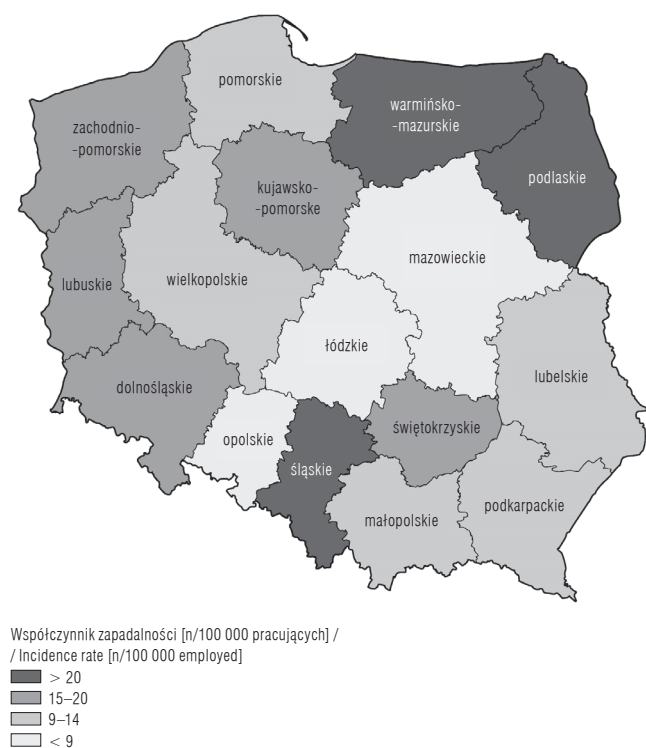 pomorskie
warmińsko-
-mazurskie
zachodnio-
-pomorskie
podlaskie
kujawsko-
-pomorske
mazowieckie
lubuskie
wielkopolskie
łódzkie
lubelskie
dolnośląskie
świętokrzyskie
opolskie
śląskie
podkarpackie
małopolskie
Współczynnik zapadalności [n/100 000 pracujących] /
/ Incidence rate [n/100 000 employed]
> 20
15–20
9–14
< 9